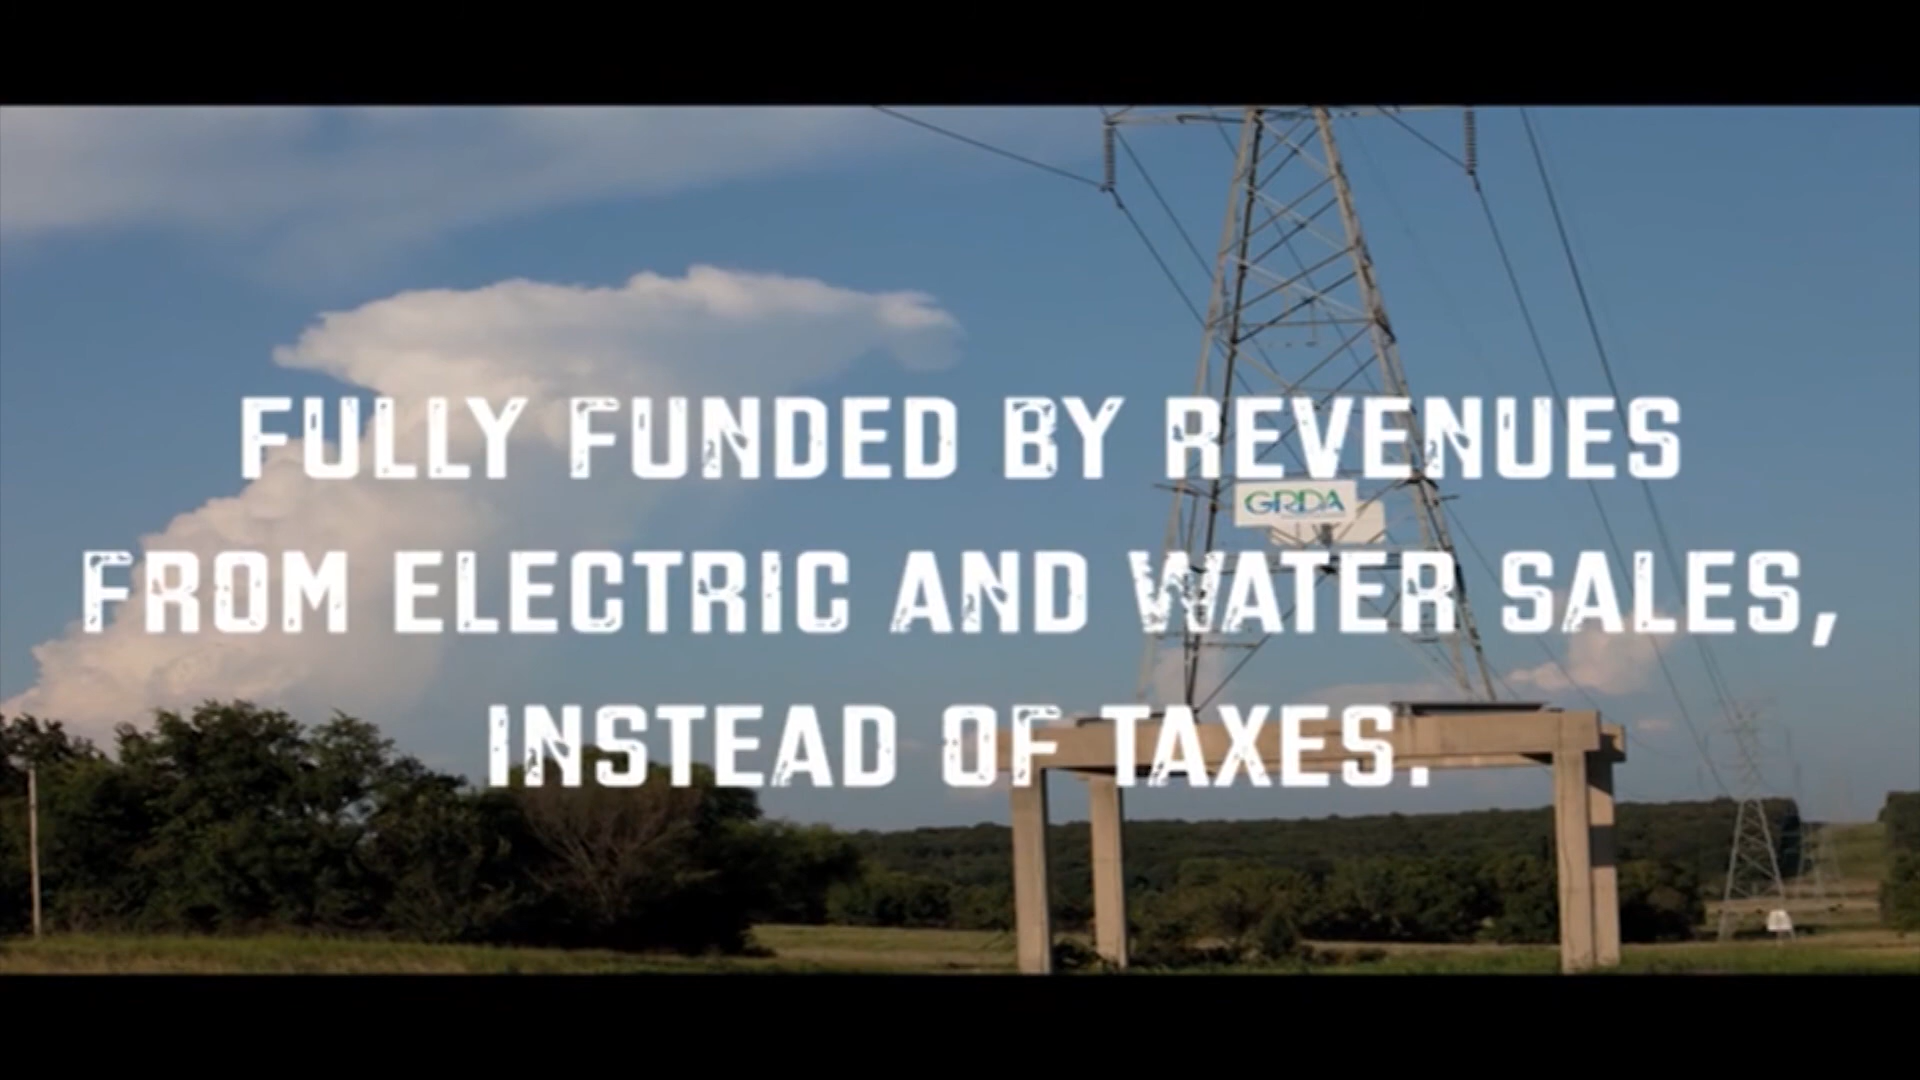 FULLY FUNDED BY REVENUES
GRDA
FROM ELECTRIC AND WATER SALES,
INSTEAD OF TAXES.